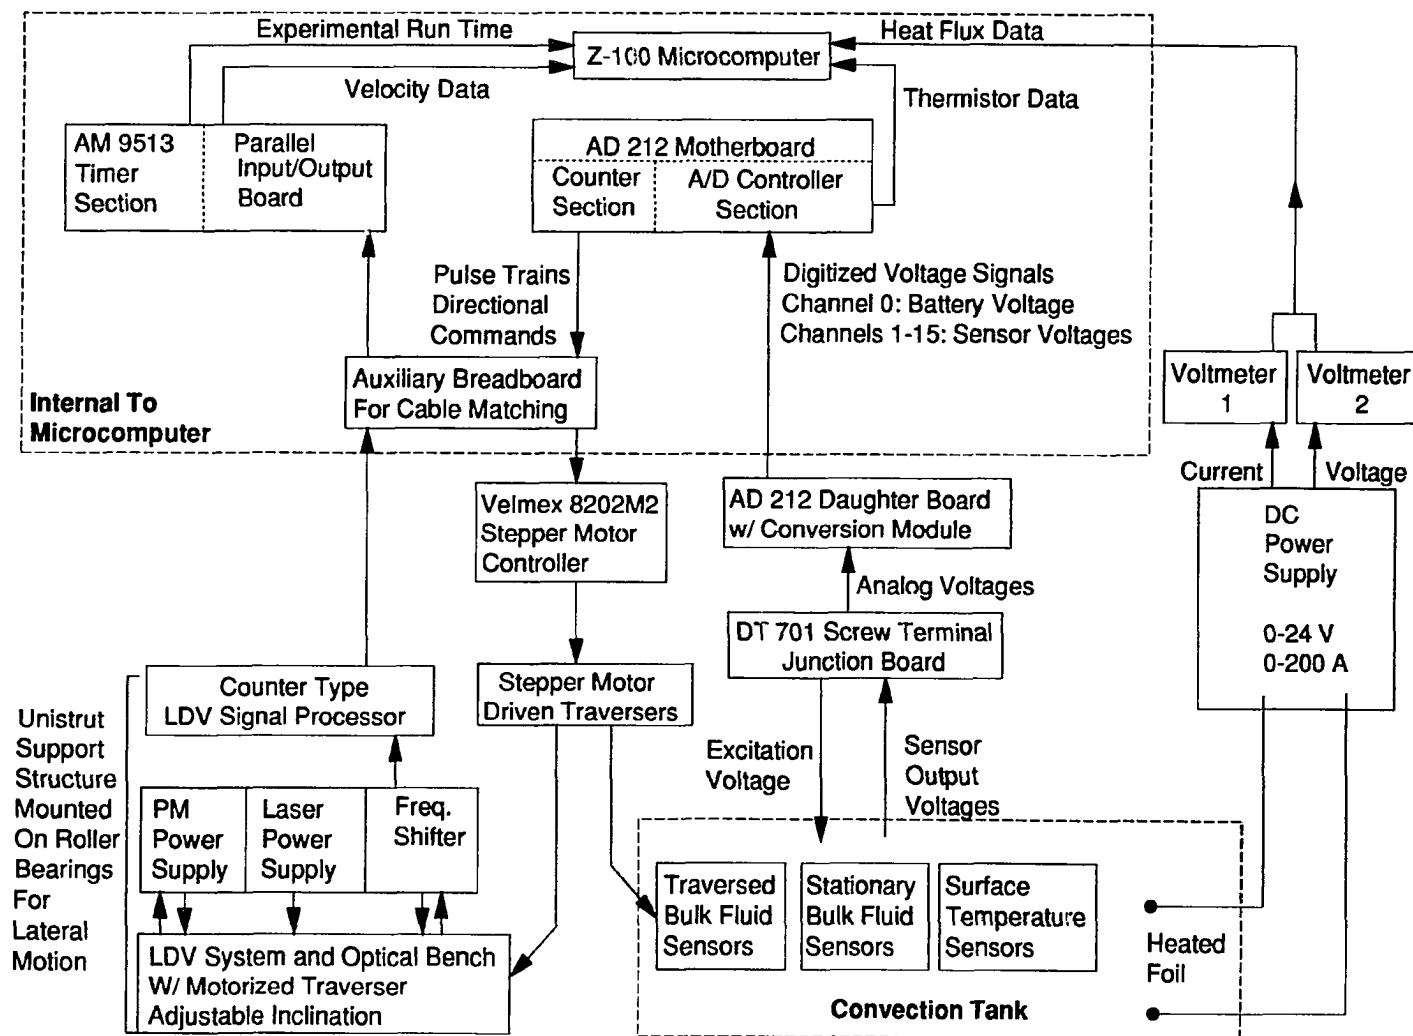 Experimental Run Time
Heat Flux Data
Z-100 Microcomputer
Velocity Data
Thermistor Data
AM 9513
Timer
Section
Parallel
Input/Output
Board
AD 212 Motherboard
Counter
Section
A/D Controller
Section
Pulse Trains
Directional
Commands
Digitized Voltage Signals
Channel 0: Battery Voltage
Channels 1-15: Sensor Voltages
Auxiliary Breadboard
For Cable Matching
Internal To
Microcomputer
Voltmeter
1
Voltmeter
2
Current
Voltage
Velmex 8202M2
Stepper Motor
Controller
AD 212 Daughter Board
w/ Conversion Module
DC
Power
Supply
0-24 V
0-200 A
Analog Voltages
DT 701 Screw Terminal
Junction Board
Counter Type
LDV Signal Processor
Stepper Motor
Driven Traversers
Unistrut
Support
Structure
Mounted
On Roller
Bearings
For
Lateral
Motion
Excitation
Voltage
Sensor
Output
Voltages
PM
Power
Supply
Laser
Power
Supply
Freq.
Shifter
Traversed
Bulk Fluid
Sensors
Stationary
Bulk Fluid
Sensors
Surface
Temperature
Sensors
Heated
Foil
LDV System and Optical Bench
W/ Motorized Traverser
Adjustable Inclination
Convection Tank